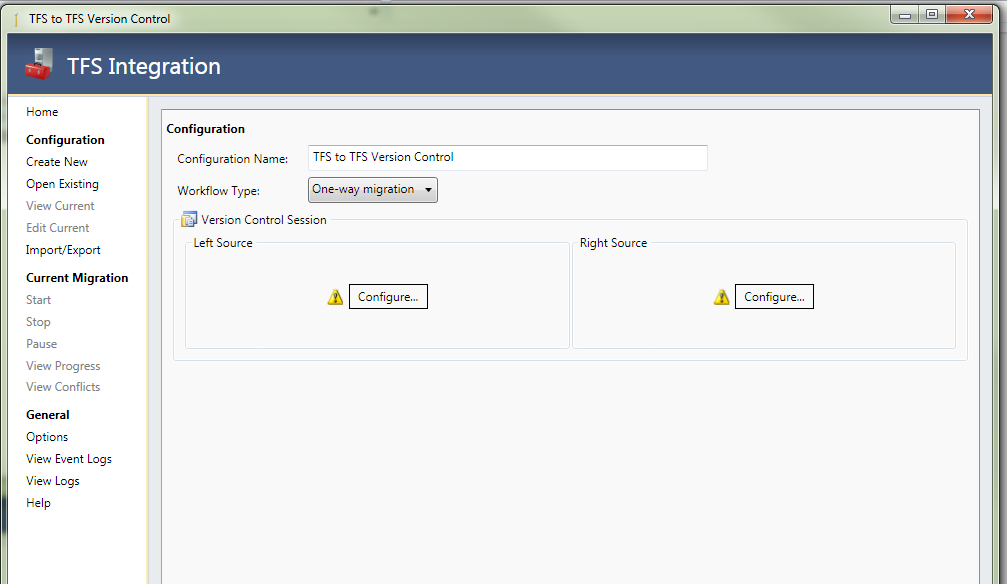 TFS to TFS Version Control
TFS Integration
Home
Configuration
Create New
Open Existing
View Current
Edit Current
Import/Export
Current Migration
Start
Stop
Pause
View Progress
View Conflicts
General
Options
View Event Logs
View Logs
Help
Configuration
Configuration Name: TFS to TFS Version Control
Workflow Type: One-way migration
Version Control Session
Left Source
Configure...
Right Source
Configure...